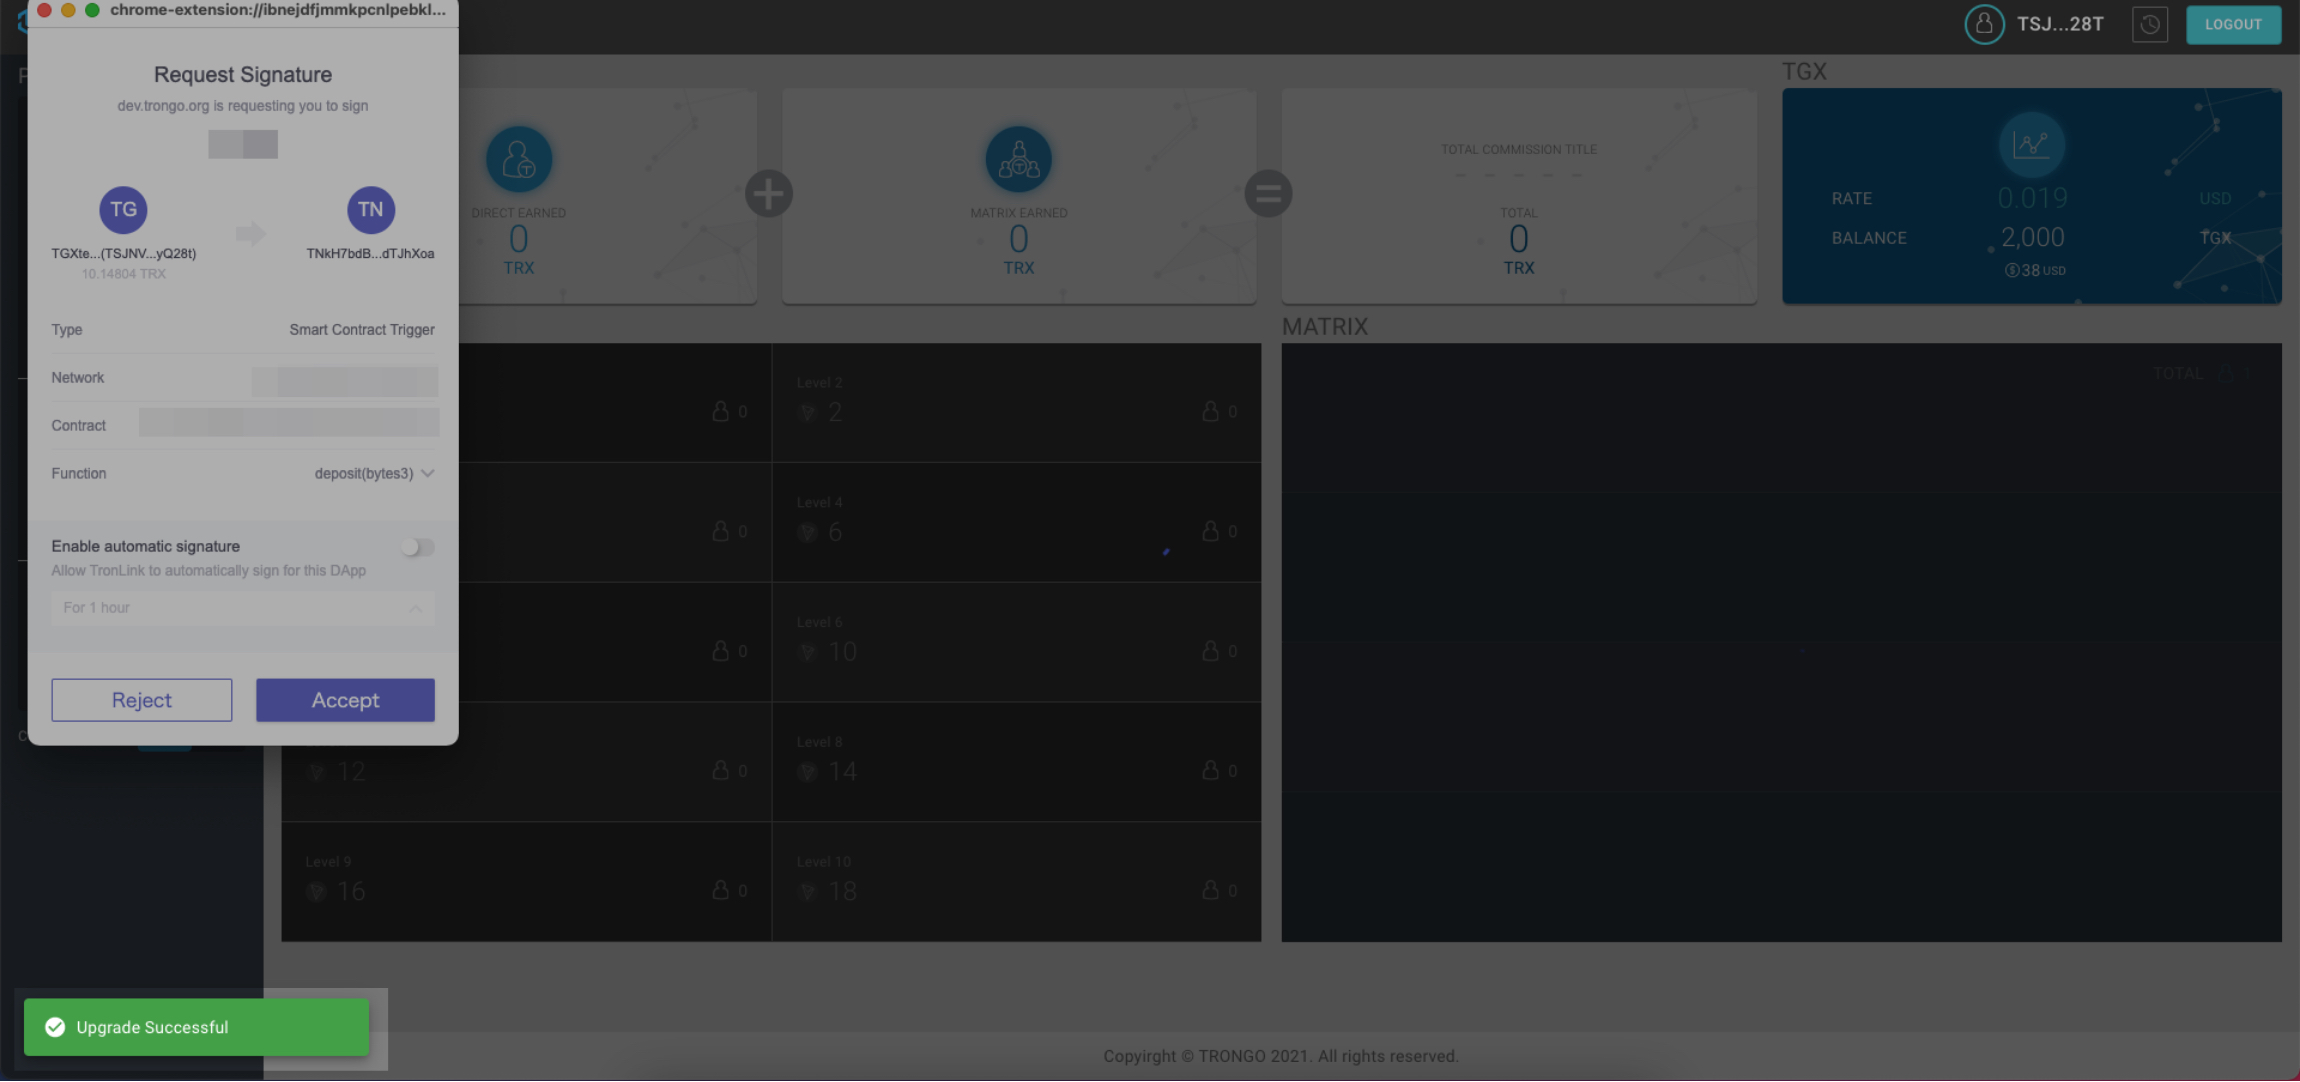 chrome-extension://ibnejdfjmmkpcnlpebkl...
TSJ...28T
LOGOUT
Request Signature
dev.trongo.org is requesting you to sign
TG
TN
TGXte...(TSJNV...yQ28t)
TNkH7bdB...dTJhXoa
10.14804 TRX
Type
Smart Contract Trigger
Network
Contract
Function
deposit(bytes3)
Enable automatic signature
Allow TronLink to automatically sign for this DApp
For 1 hour
Reject
Accept
DIRECT EARNED
0
TRX
MATRIX EARNED
0
TRX
TOTAL COMMISSION TITLE
TOTAL
0
TRX
TGX
RATE
0.019
USD
BALANCE
2,000
TGX
38 USD
MATRIX
TOTAL
0
Level 2
2
0
0
Level 4
6
0
0
Level 6
10
0
12
0
Level 8
14
0
Level 9
16
0
Level 10
18
0
Upgrade Successful
Copyirght © TRONGO 2021. All rights reserved.